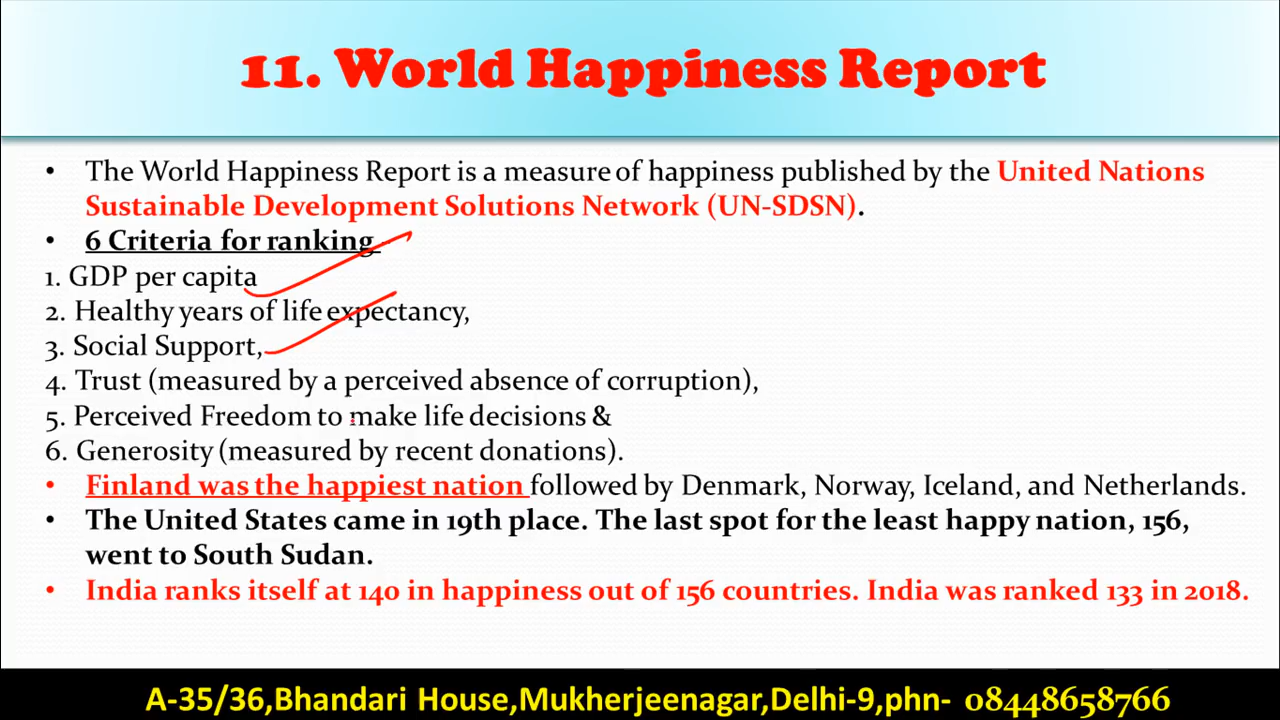 11. World Happiness Report
• The World Happiness Report is a measure of happiness published by the United Nations
Sustainable Development Solutions Network (UN-SDSN).
• 6 Criteria for ranking -
1. GDP per capita
2. Healthy years of life expectancy,
3. Social Support,
4. Trust (measured by a perceived absence of corruption),
5. Perceived Freedom to make life decisions &
6. Generosity (measured by recent donations).
• Finland was the happiest nation followed by Denmark, Norway, Iceland, and Netherlands.
• The United States came in 19th place. The last spot for the least happy nation, 156,
went to South Sudan.
• India ranks itself at 140 in happiness out of 156 countries. India was ranked 133 in 2018.
A-35/36,Bhandari House,Mukherjeenagar,Delhi-9,phn- 08448658766